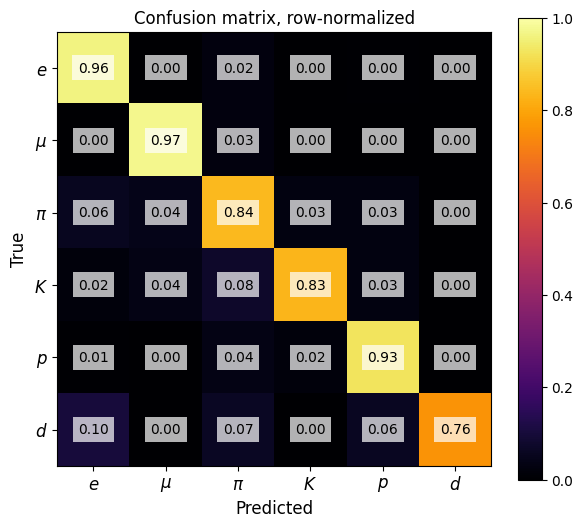 Confusion matrix, row-normalized
True
e 0.96 0.00 0.02 0.00 0.00 0.00
μ 0.00 0.97 0.03 0.00 0.00 0.00
π 0.06 0.04 0.84 0.03 0.03 0.00
K 0.02 0.04 0.08 0.83 0.03 0.00
p 0.01 0.00 0.04 0.02 0.93 0.00
d 0.10 0.00 0.07 0.00 0.06 0.76
e μ π K p d
Predicted
1.0
0.8
0.6
0.4
0.2
0.0